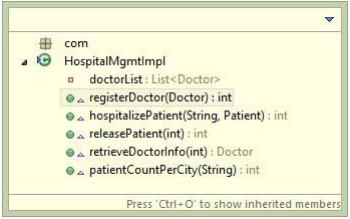 com
HospitalMgmtImpl
doctorList : List<Doctor>
registerDoctor(Doctor) : int
hospitalizePatient(String, Patient) : int
releasePatient(int) : int
retrieveDoctorInfo(int) : Doctor
patientCountPerCity(String) : int
Press 'Ctrl+O' to show inherited members